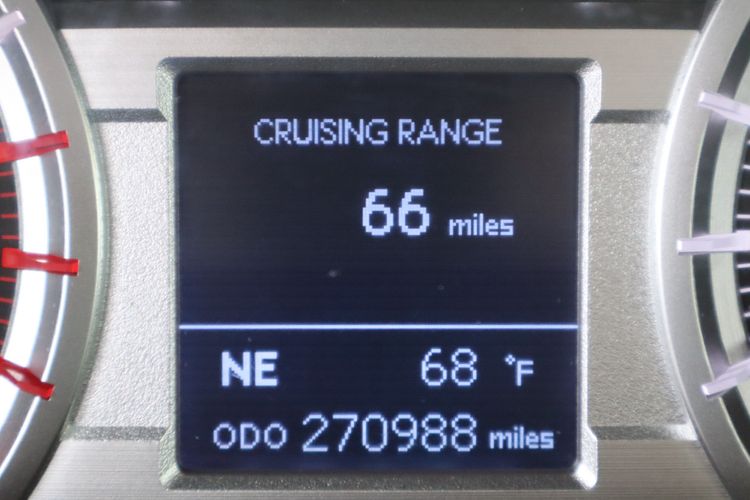 CRUISING RANGE
66 miles
NE 68 °F
ODO 270988 miles